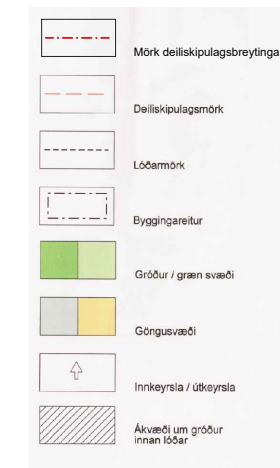 Mörk deiliskipulagsbreytinga
Deiliskipulagsmörk
Lóðarmörk
Byggingareitur
Gróður / græn svæði
Göngusvæði
Innkeyrsla / útkeyrsla
Ákvæði um gróður
innan lóðar